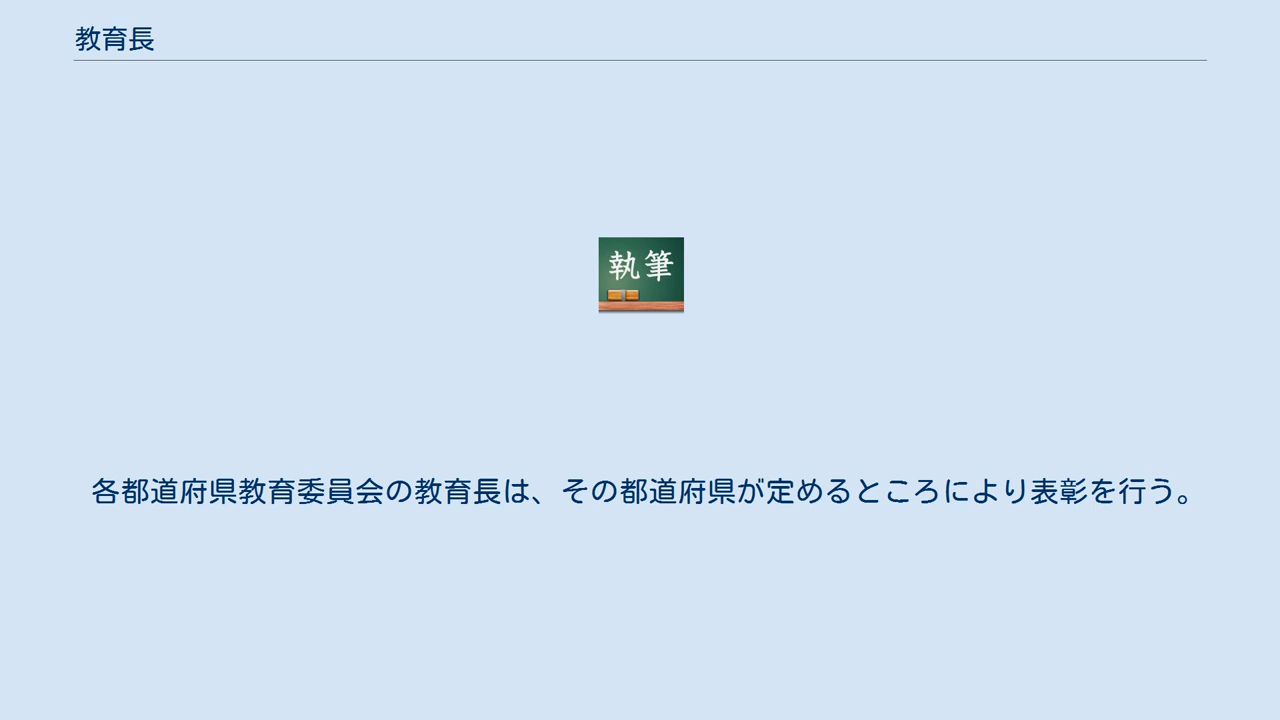 教育長
執筆
各都道府県教育委員会の教育長は、その都道府県が定めるところにより表彰を行う。